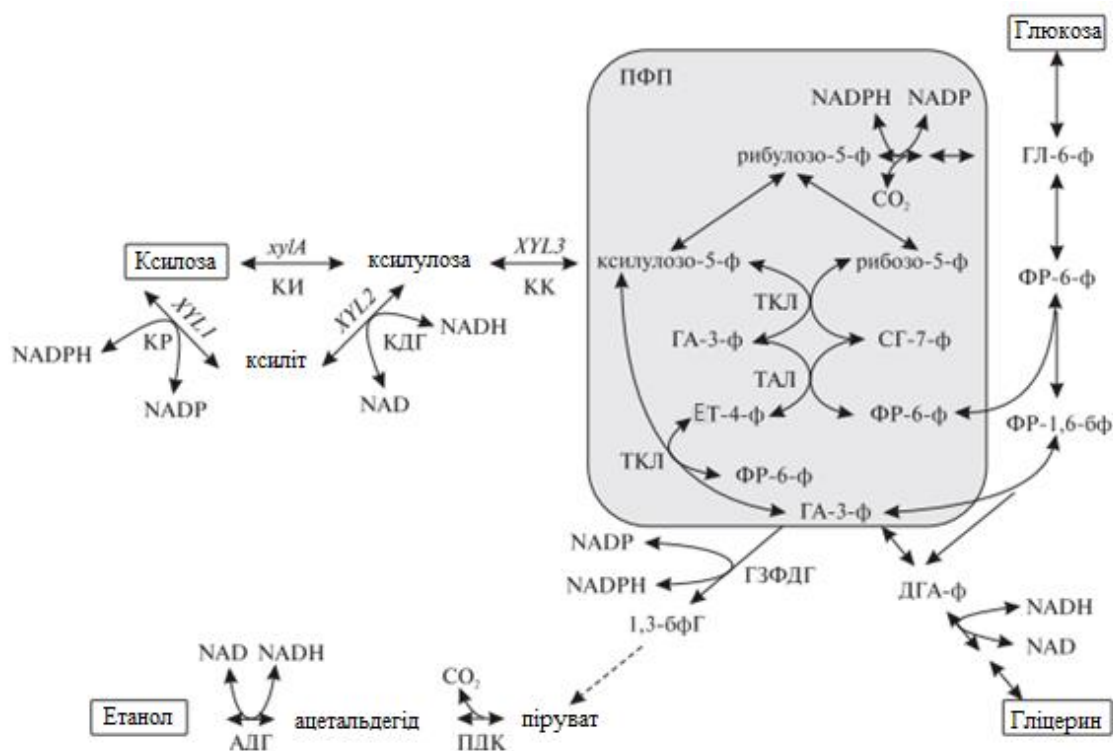 Глюкоза
ПФП
NADPH NADP
рибулозо-5-ф
ГЛ-6-ф
CO2
Ксилоза
xylA
КИ
ксилулоза
XYL3
КК
ксилулозо-5-ф
рибозо-5-ф
ФР-6-ф
ТКЛ
XYL1
XYL2
NADPH
КР
КДГ
NADH
ксиліт
ГА-3-ф
СГ-7-ф
NADP
NAD
ТАЛ
ЕТ-4-ф
ФР-6-ф
ФР-1,6-бф
ТКЛ
ФР-6-ф
ГА-3-ф
NADP
NADPH
ГЗФДГ
ДГА-ф
1,3-бфГ
NADH
NAD
NAD NADH
CO2
Етанол
АДГ
ацетальдегід
ПДК
піруват
Гліцерин